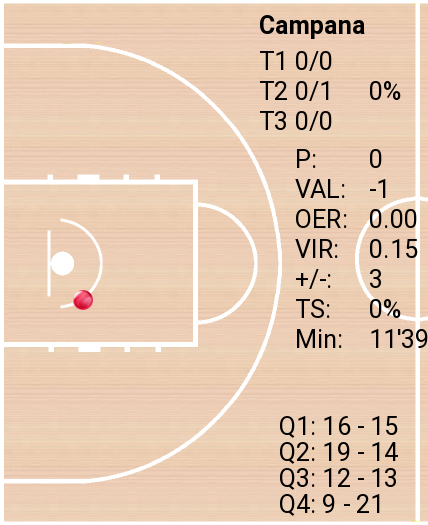 Campana
T1 0/0
T2 0/1 0%
T3 0/0
P: 0
VAL: -1
OER: 0.00
VIR: 0.15
+/-: 3
TS: 0%
Min: 11'39
Q1: 16 - 15
Q2: 19 - 14
Q3: 12 - 13
Q4: 9 - 21